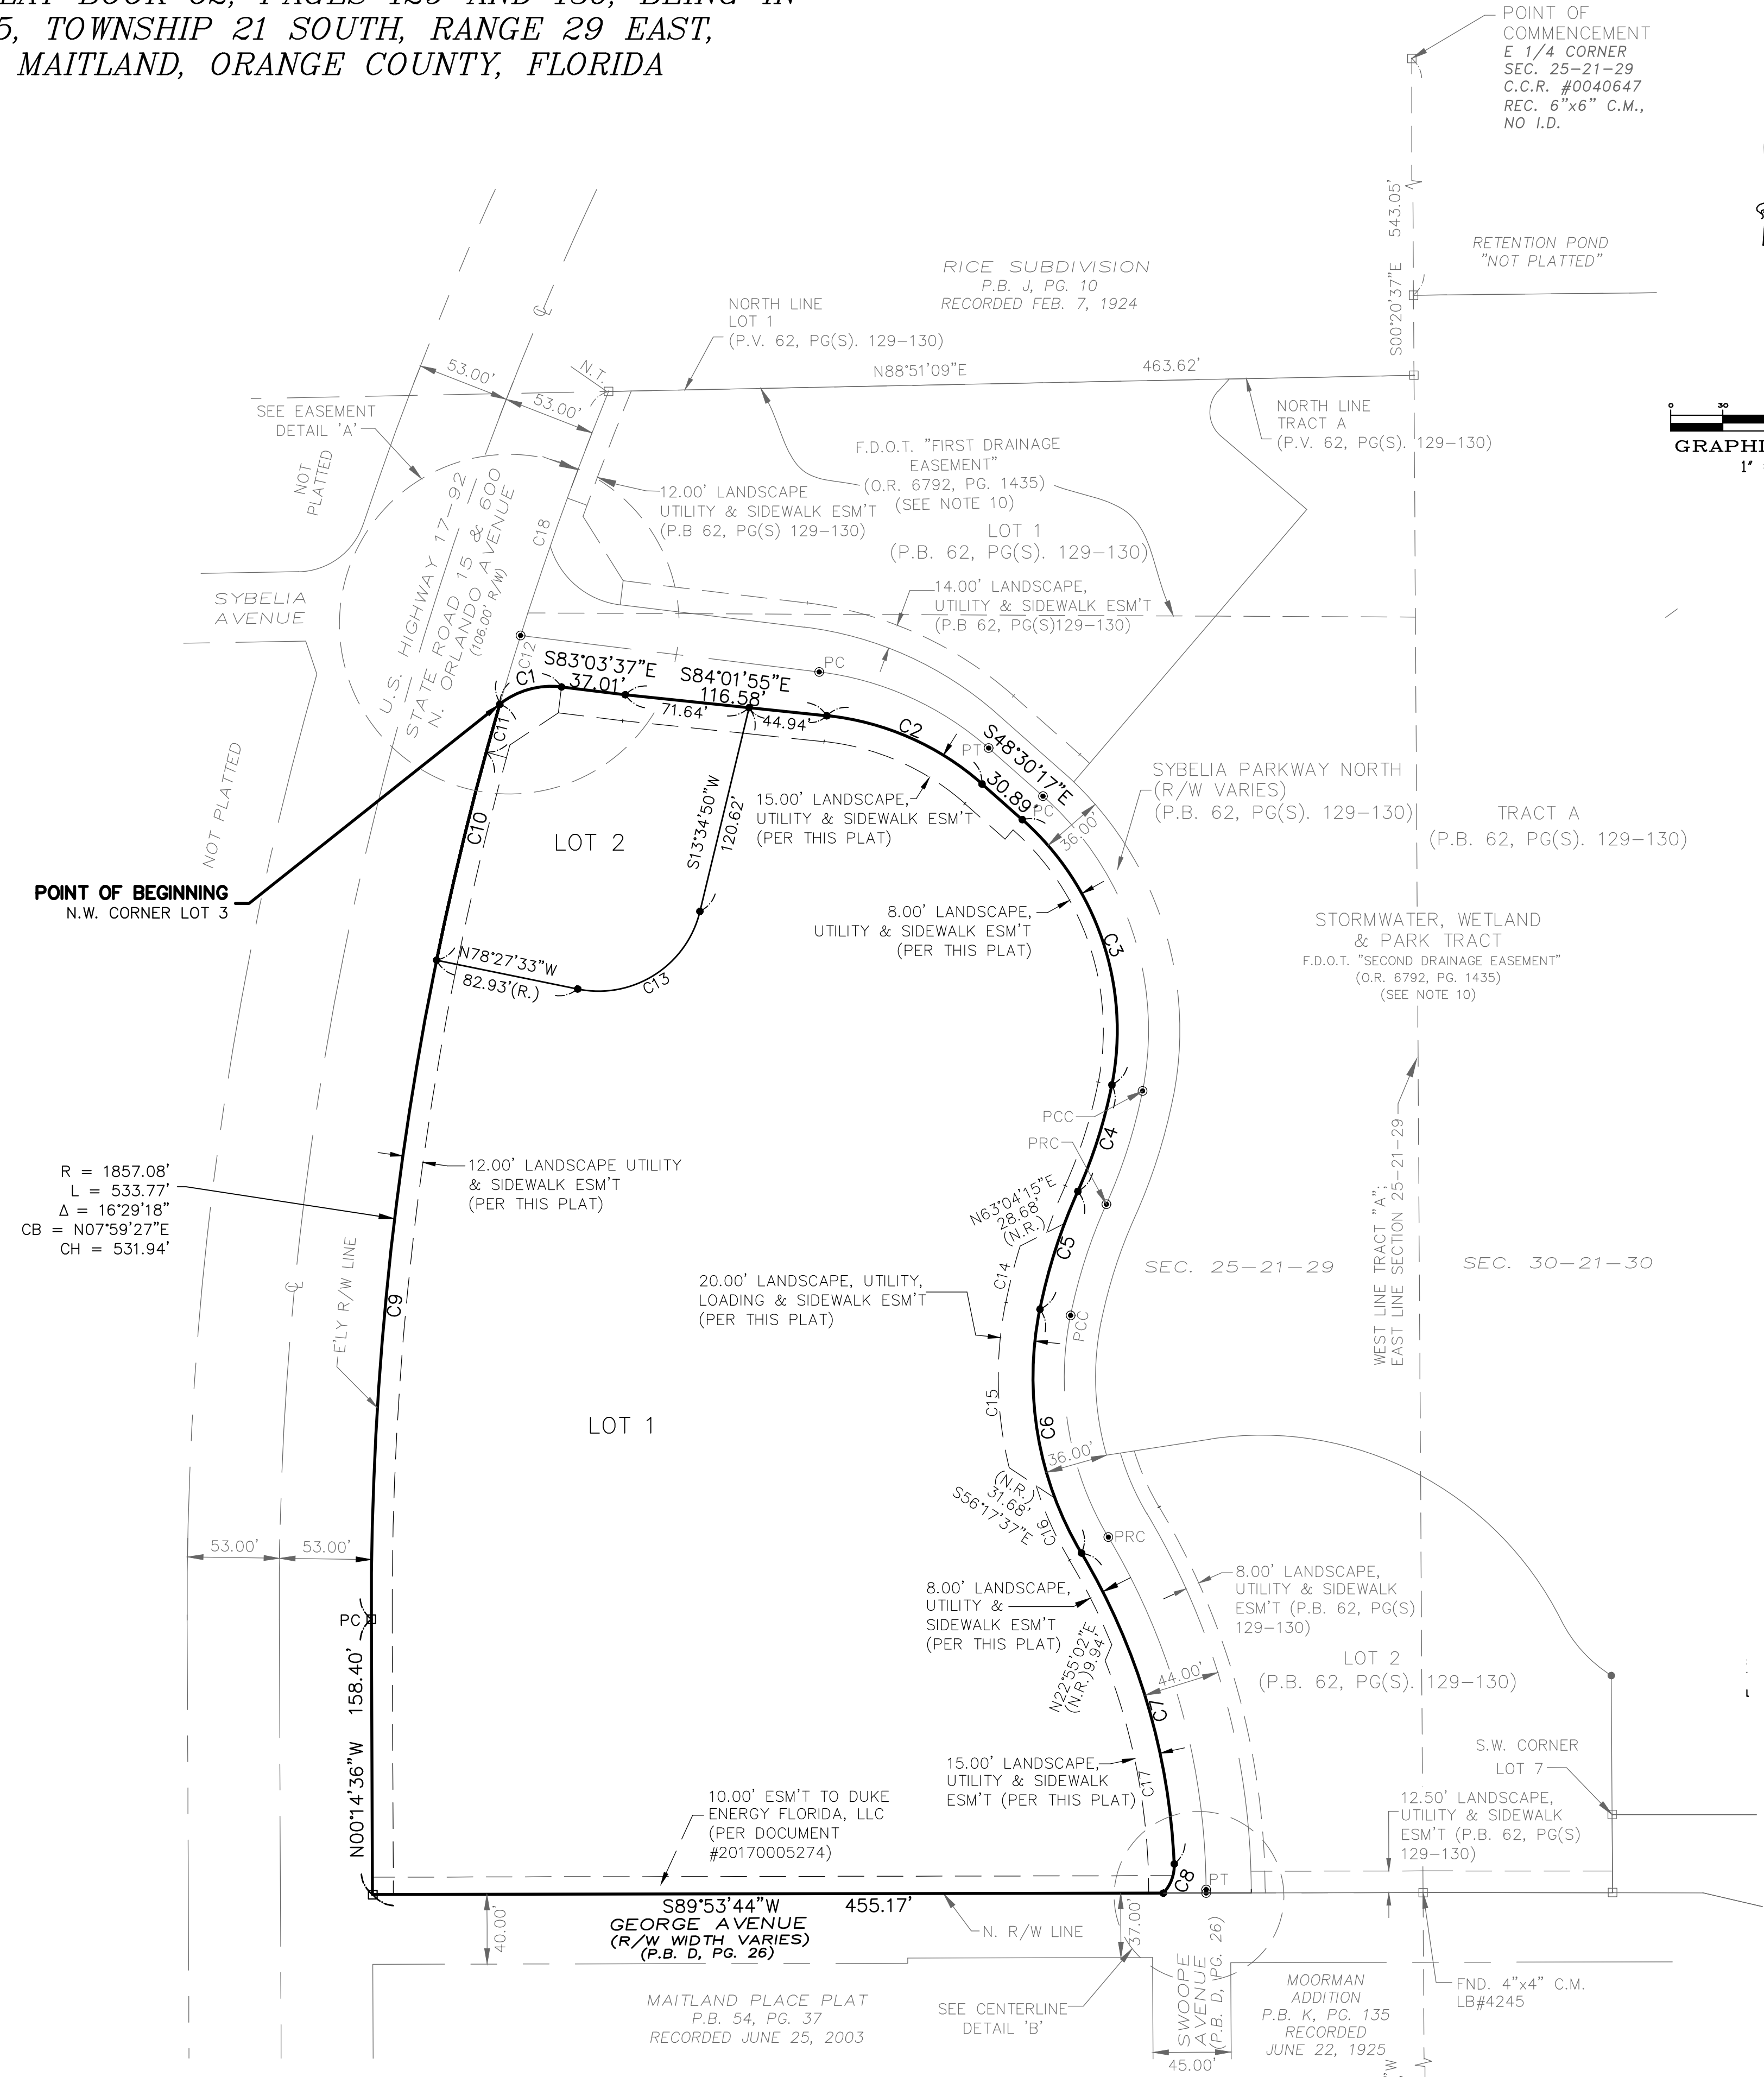 5, TOWNSHIP 21 SOUTH, RANGE 29 EAST,
MAITLAND, ORANGE COUNTY, FLORIDA
POINT OF
COMMENCEMENT
E 1/4 CORNER
SEC. 25-21-29
C.C.R. #0040647
REC. 6"x6" C.M.,
NO I.D.
S00°20'37"E 543.05'
RETENTION POND
"NOT PLATTED"
RICE SUBDIVISION
P.B. J, PG. 10
RECORDED FEB. 7, 1924
NORTH LINE
LOT 1
(P.V. 62, PG(S). 129-130)
N88°51'09"E 463.62'
NORTH LINE
TRACT A
(P.V. 62, PG(S). 129-130)
0 30
GRAPHI
1"
53.00'
53.00'
N.T.
SEE EASEMENT
DETAIL 'A'
NOT
PLATTED
F.D.O.T. "FIRST DRAINAGE
EASEMENT"
(O.R. 6792, PG. 1435)
(SEE NOTE 10)
12.00' LANDSCAPE
UTILITY & SIDEWALK ESM'T
(P.B 62, PG(S) 129-130)
LOT 1
(P.B. 62, PG(S). 129-130)
14.00' LANDSCAPE,
UTILITY & SIDEWALK ESM'T
(P.B 62, PG(S)129-130)
C18
U.S. HIGHWAY 17-92
STATE ROAD 15 & 600
N. ORLANDO AVENUE
(106.00' R/W)
SYBELIA
AVENUE
C12
C1
S83°03'37"E
37.01'
S84°01'55"E
116.58'
71.64'
44.94'
PC
C2
PT
S48°30'17"E
30.89'
PC
36.00'
C11
C10
NOT PLATTED
LOT 2
S13°34'50"W
120.62'
15.00' LANDSCAPE,
UTILITY & SIDEWALK ESM'T
(PER THIS PLAT)
SYBELIA PARKWAY NORTH
(R/W VARIES)
(P.B. 62, PG(S). 129-130)
TRACT A
(P.B. 62, PG(S). 129-130)
POINT OF BEGINNING
N.W. CORNER LOT 3
8.00' LANDSCAPE,
UTILITY & SIDEWALK ESM'T
(PER THIS PLAT)
C3
STORMWATER, WETLAND
& PARK TRACT
F.D.O.T. "SECOND DRAINAGE EASEMENT"
(O.R. 6792, PG. 1435)
(SEE NOTE 10)
N78°27'33"W
82.93'(R.)
C13
PCC
PRC
C4
R = 1857.08'
L = 533.77'
Δ = 16°29'18"
CB = N07°59'27"E
CH = 531.94'
12.00' LANDSCAPE UTILITY
& SIDEWALK ESM'T
(PER THIS PLAT)
N63°04'15"E
28.68'
(N.R.)
C5
C14
WEST LINE TRACT "A";
EAST LINE SECTION 25-21-29
SEC. 25-21-29
SEC. 30-21-30
20.00' LANDSCAPE, UTILITY,
LOADING & SIDEWALK ESM'T
(PER THIS PLAT)
C9
E'LY R/W LINE
PCC
C15
C6
LOT 1
36.00'
(N.R.)
31.68'
S56°17'37"E
C16
PRC
53.00'
53.00'
8.00' LANDSCAPE,
UTILITY & SIDEWALK
ESM'T (P.B. 62, PG(S)
129-130)
8.00' LANDSCAPE,
UTILITY &
SIDEWALK ESM'T
(PER THIS PLAT)
PC
N22°55'02"E
(N.R.)9.94'
LOT 2
(P.B. 62, PG(S). 129-130)
44.00'
C7
N00°14'36"W 158.40'
S.W. CORNER
LOT 7
15.00' LANDSCAPE,
UTILITY & SIDEWALK
ESM'T (PER THIS PLAT)
C17
10.00' ESM'T TO DUKE
ENERGY FLORIDA, LLC
(PER DOCUMENT
#20170005274)
12.50' LANDSCAPE,
UTILITY & SIDEWALK
ESM'T (P.B. 62, PG(S)
129-130)
C8
PT
S89°53'44"W 455.17'
GEORGE AVENUE
(R/W WIDTH VARIES)
(P.B. D, PG. 26)
40.00'
N. R/W LINE
37.00'
SWOOPE
AVENUE
(P.B. D, PG. 26)
MOORMAN
ADDITION
P.B. K, PG. 135
RECORDED
JUNE 22, 1925
FND. 4"x4" C.M.
LB#4245
MAITLAND PLACE PLAT
P.B. 54, PG. 37
RECORDED JUNE 25, 2003
SEE CENTERLINE
DETAIL 'B'
45.00'